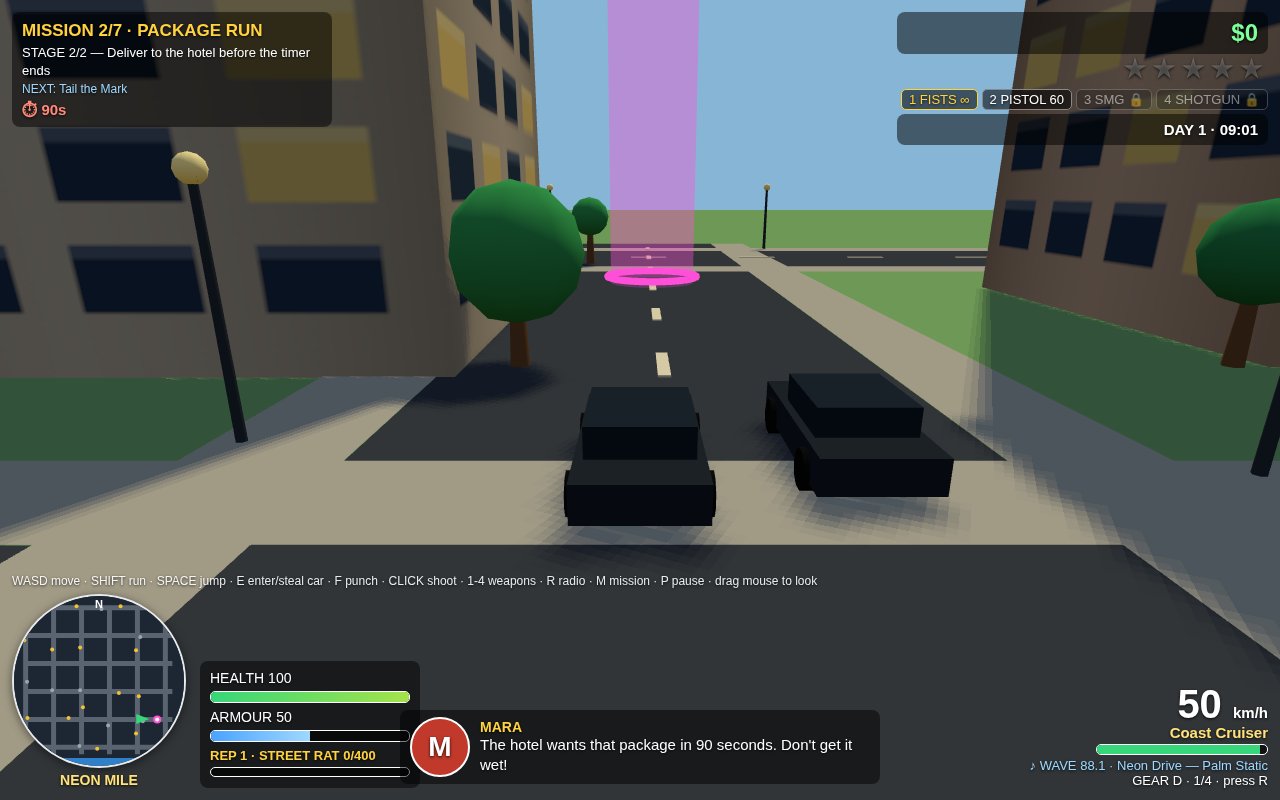 MISSION 2/7 · PACKAGE RUN
STAGE 2/2 — Deliver to the hotel before the timer
ends
NEXT: Tail the Mark
⏱ 90s
$0
★★★★★
1 FISTS ∞ 2 PISTOL 60 3 SMG 🔒 4 SHOTGUN 🔒
DAY 1 · 09:01
WASD move · SHIFT run · SPACE jump · E enter/steal car · F punch · CLICK shoot · 1-4 weapons · R radio · M mission · P pause · drag mouse to look
N
NEON MILE
HEALTH 100
ARMOUR 50
REP 1 · STREET RAT 0/400
M
MARA
The hotel wants that package in 90 seconds. Don't get it
wet!
50 km/h
Coast Cruiser
♪ WAVE 88.1 · Neon Drive — Palm Static
GEAR D · 1/4 · press R